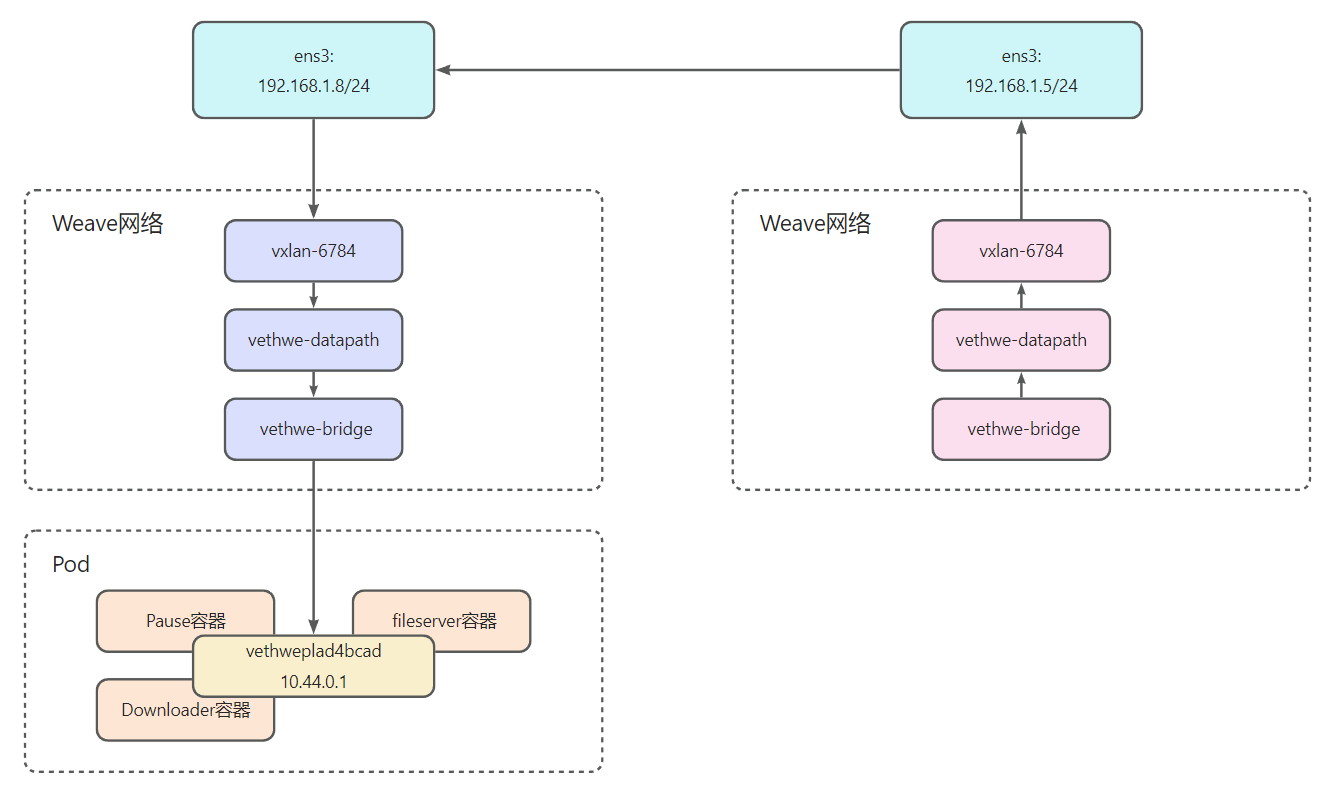 ens3:
192.168.1.8/24
ens3:
192.168.1.5/24
Weave网络
vxlan-6784
vethwe-datapath
vethwe-bridge
Weave网络
vxlan-6784
vethwe-datapath
vethwe-bridge
Pod
Pause容器
fileserver容器
vethweplad4bcad
10.44.0.1
Downloader容器